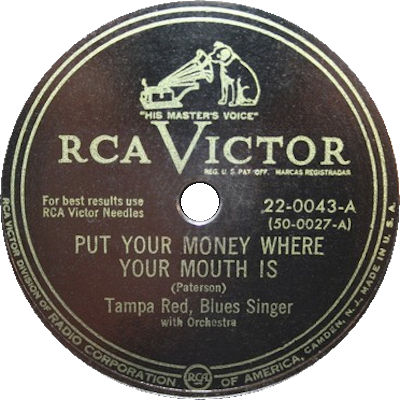 "HIS MASTER'S VOICE"
RCA VICTOR
REG. U.S. PAT. OFF. MARCAS REGISTRADAS
For best results use
RCA Victor Needles
22-0043-A
(50-0027-A)
PUT YOUR MONEY WHERE
YOUR MOUTH IS
(Paterson)
Tampa Red, Blues Singer
with Orchestra
RCA VICTOR DIVISION OF RADIO CORPORATION RCA OF AMERICA, CAMDEN, N. J. MADE IN U. S. A.